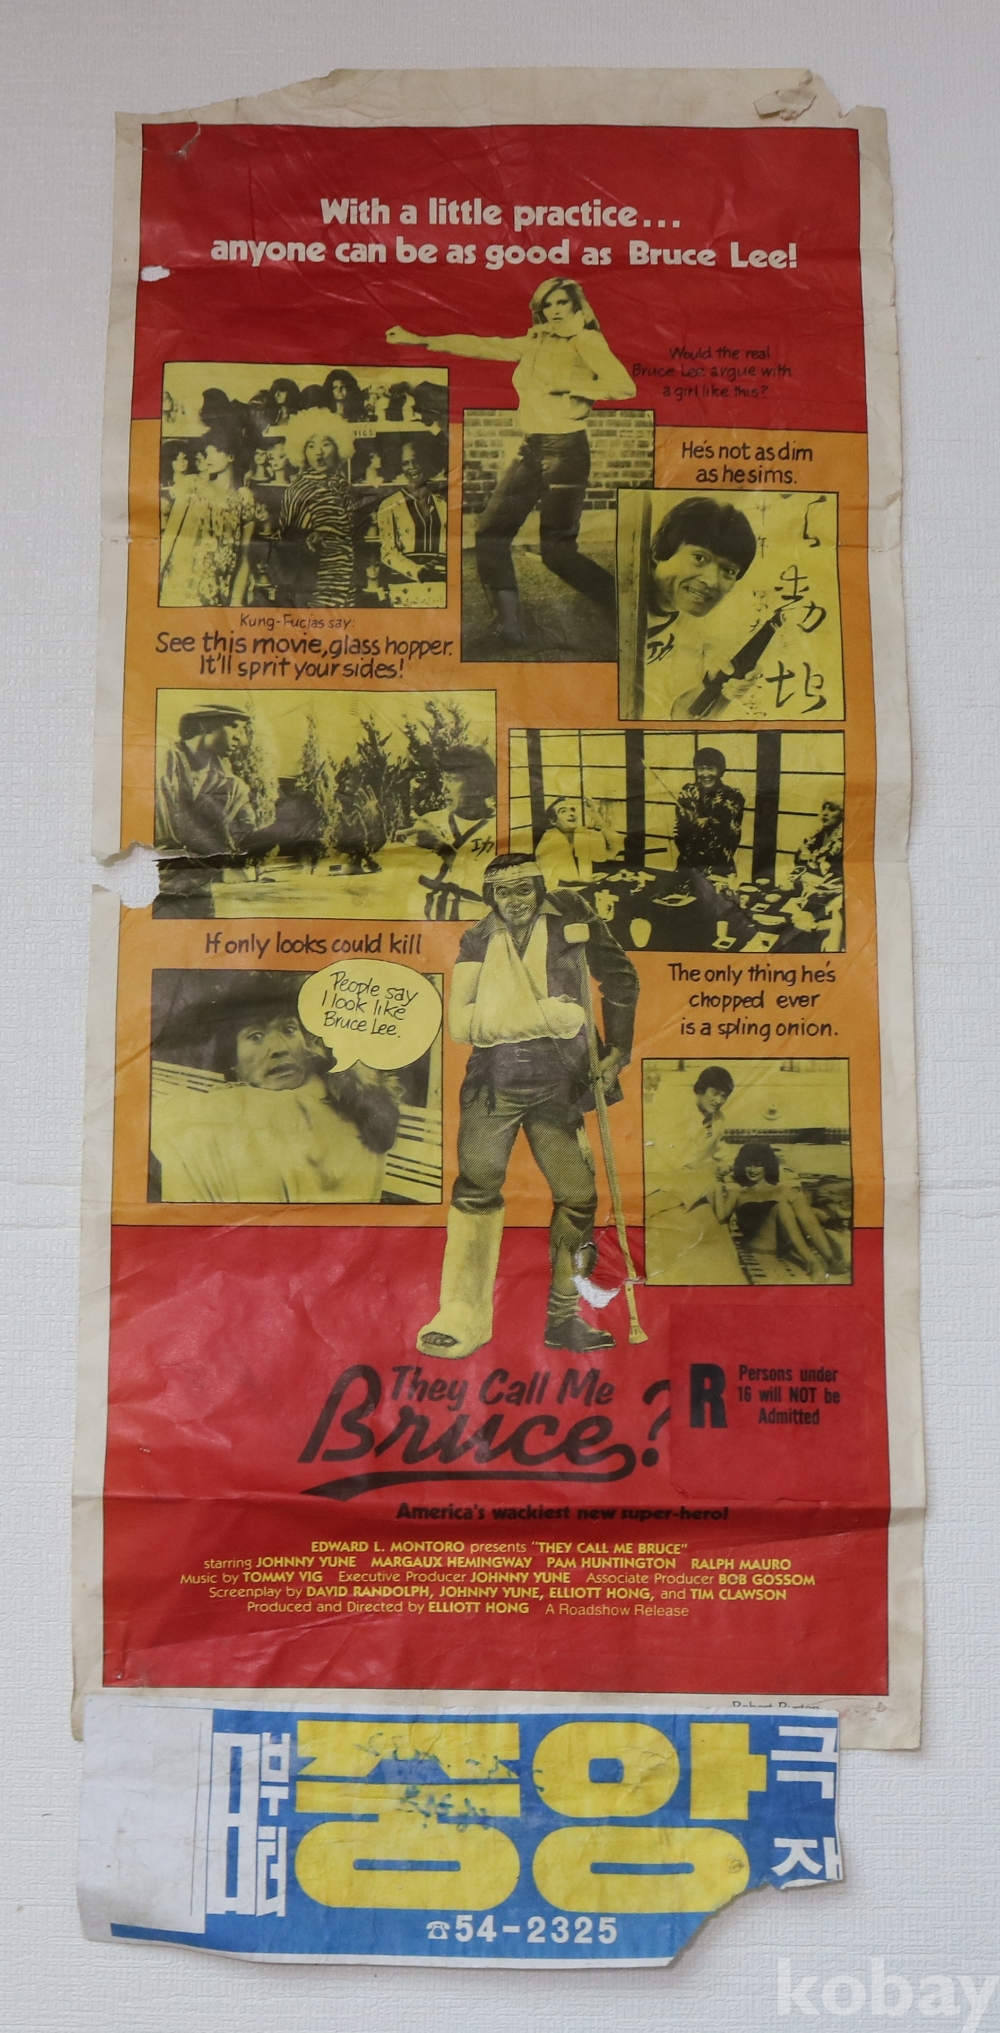 With a little practice...
anyone can be as good as Bruce Lee!
Would the real
Bruce Lee argue with
a girl like this?
He's not as dim
as he sims.
WIGS
Kung-Fucias say:
See this movie, glass hopper.
It'll sprit your sides!
功
If only looks could kill
People say
I look like
Bruce Lee.
The only thing he's
chopped ever
is a spling onion.
They Call Me
Bruce?
R
Persons under
16 will NOT be
Admitted
America's wackiest new super-hero!
EDWARD L. MONTORO presents "THEY CALL ME BRUCE"
starring JOHNNY YUNE MARGAUX HEMINGWAY PAM HUNTINGTON RALPH MAURO
Music by TOMMY VIG Executive Producer JOHNNY YUNE Associate Producer BOB GOSSOM
Screenplay by DAVID RANDOLPH, JOHNNY YUNE, ELLIOTT HONG, and TIM CLAWSON
Produced and Directed by ELLIOTT HONG A Roadshow Release
중앙
극
☎54-2325
kobay